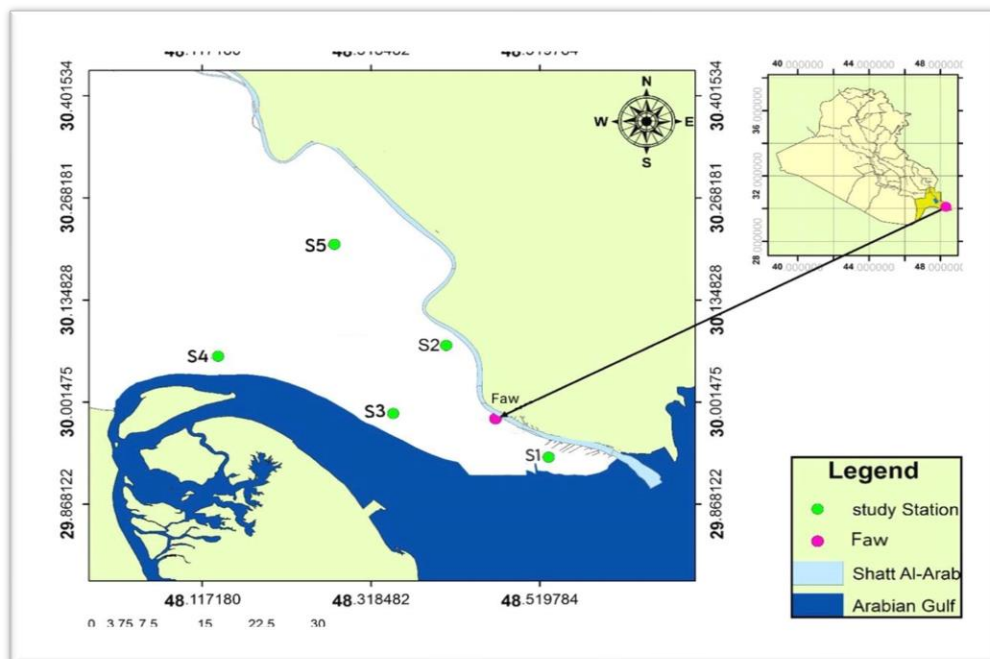 48.117180 48.318482 48.519784
30.401534 30.401534
30.268181 30.268181
30.134828 30.134828
30.001475 30.001475
29.868122 29.868122
N
W E
S
S5
S2
S4
Faw
S3
S1
48.117180 48.318482 48.519784
0 3.75 7.5 15 22.5 30
40.000000 44.000000 48.000000
36.000000
32.000000
28.000000
40.000000 44.000000 48.000000
Legend
study Station
Faw
Shatt Al-Arab
Arabian Gulf